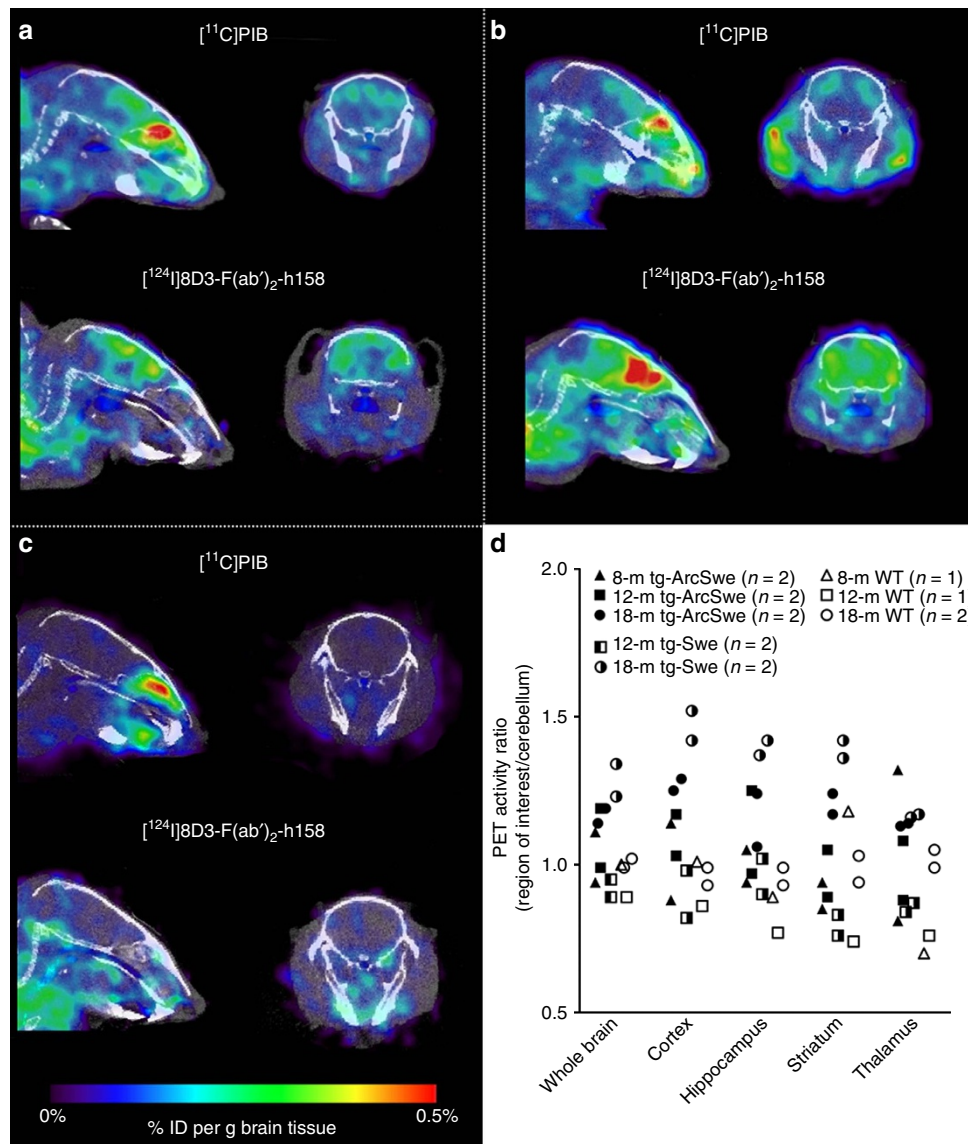 a
[¹¹C]PIB
[¹²⁴I]8D3-F(ab′)₂-h158
b
[¹¹C]PIB
[¹²⁴I]8D3-F(ab′)₂-h158
c
[¹¹C]PIB
[¹²⁴I]8D3-F(ab′)₂-h158
0%
0.5%
% ID per g brain tissue
d
8-m tg-ArcSwe (n = 2)
12-m tg-ArcSwe (n = 2)
18-m tg-ArcSwe (n = 2)
12-m tg-Swe (n = 2)
18-m tg-Swe (n = 2)
8-m WT (n = 1)
12-m WT (n = 1
18-m WT (n = 2
PET activity ratio
(region of interest/cerebellum)
2.0
1.5
1.0
0.5
Whole brain
Cortex
Hippocampus
Striatum
Thalamus